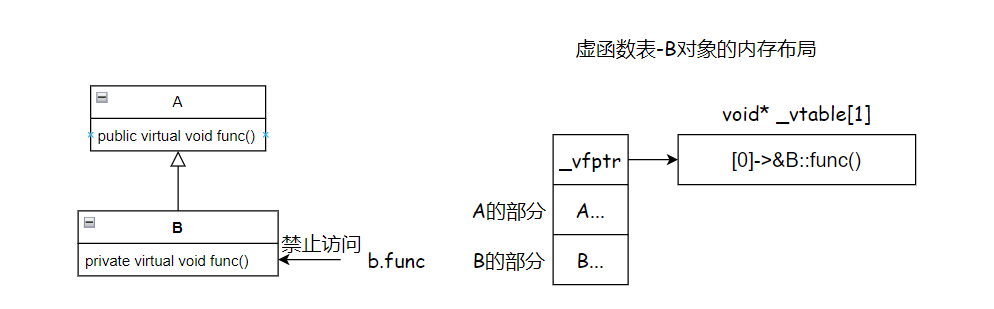 虚函数表-B对象的内存布局
A
public virtual void func()
B
private virtual void func()
禁止访问
b.func
void* _vtable[1]
_vfptr
[0]->&B::func()
A的部分
A...
B的部分
B...